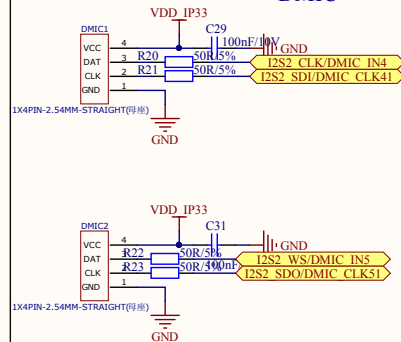 DMIC
VDD_IP33
DMIC1
C29
VCC 4
100nF/10V
GND
DAT 3
R20
50R/5%
I2S2_CLK/DMIC_IN4
CLK 2
R21
50R/5%
I2S2_SDI/DMIC_CLK41
GND 1
1X4PIN-2.54MM-STRAIGHT(母座)
GND
VDD_IP33
DMIC2
C31
VCC 4
GND
DAT 3
R22
50R/5%
I2S2_WS/DMIC_IN5
CLK 2
R23
50R/5%
100nF/
I2S2_SDO/DMIC_CLK51
GND 1
1X4PIN-2.54MM-STRAIGHT(母座)
GND